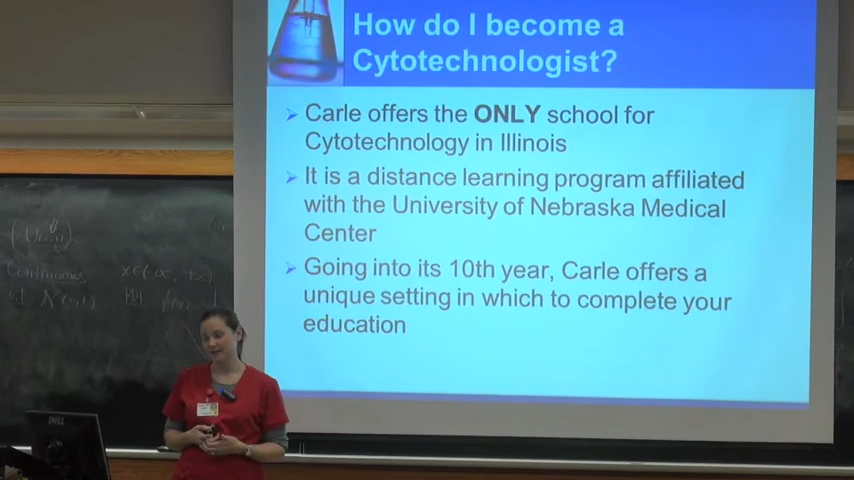 How do I become a
Cytotechnologist?
Carle offers the ONLY school for
Cytotechnology in Illinois
It is a distance learning program affiliated
with the University of Nebraska Medical
Center
Going into its 10th year, Carle offers a
unique setting in which to complete your
education
Continuous
DELL